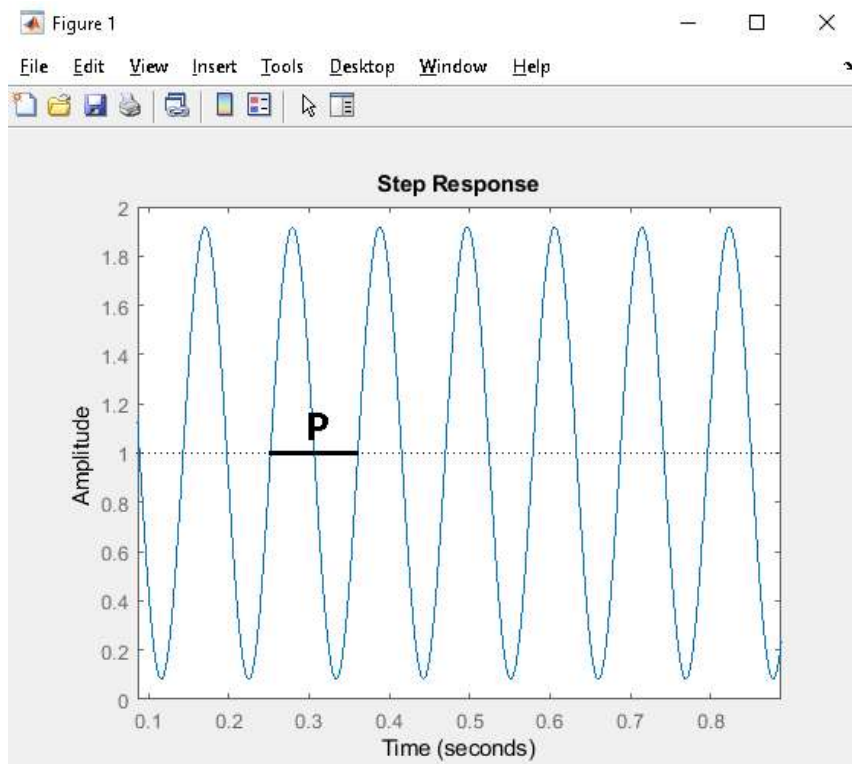 Figure 1
File Edit View Insert Tools Desktop Window Help
Step Response
2
1.8
1.6
1.4
1.2
P
1
0.8
0.6
0.4
0.2
0
Amplitude
0.1 0.2 0.3 0.4 0.5 0.6 0.7 0.8
Time (seconds)